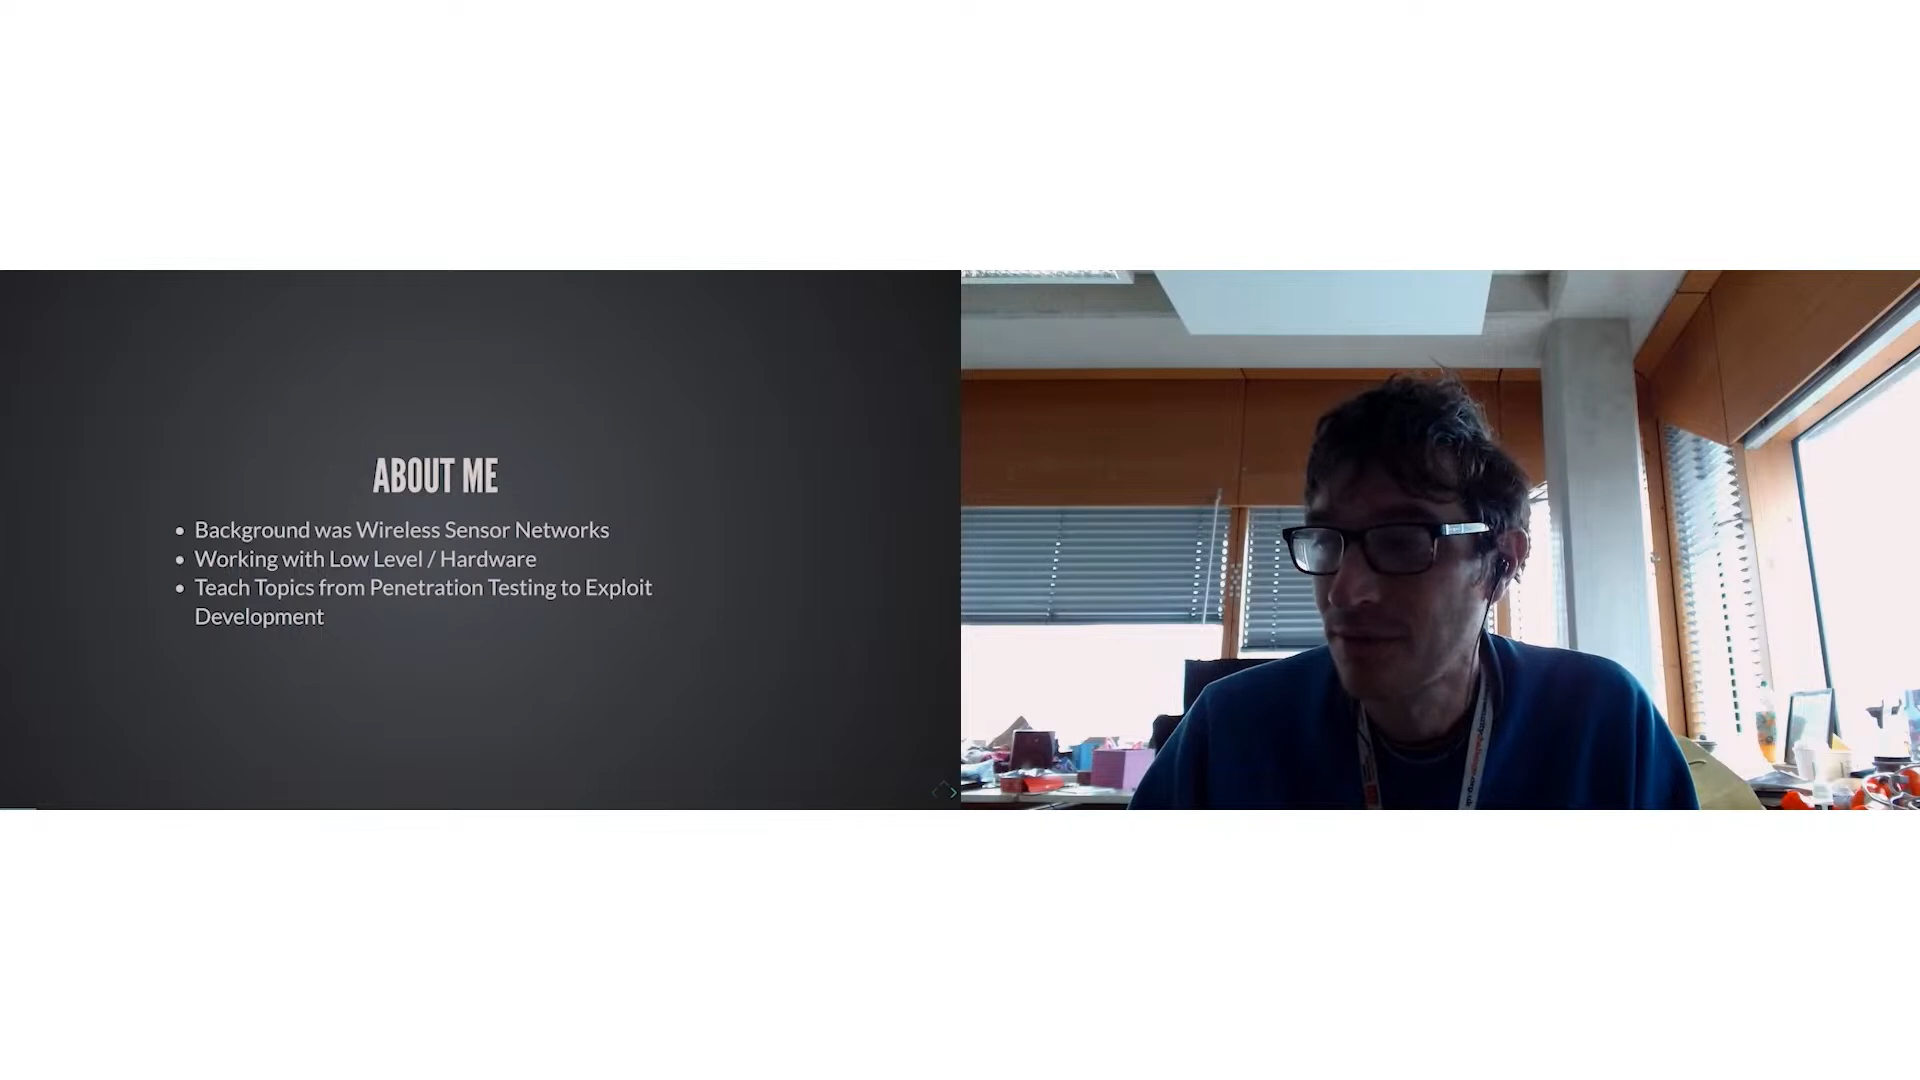 ABOUT ME
Background was Wireless Sensor Networks
Working with Low Level / Hardware
Teach Topics from Penetration Testing to Exploit
Development